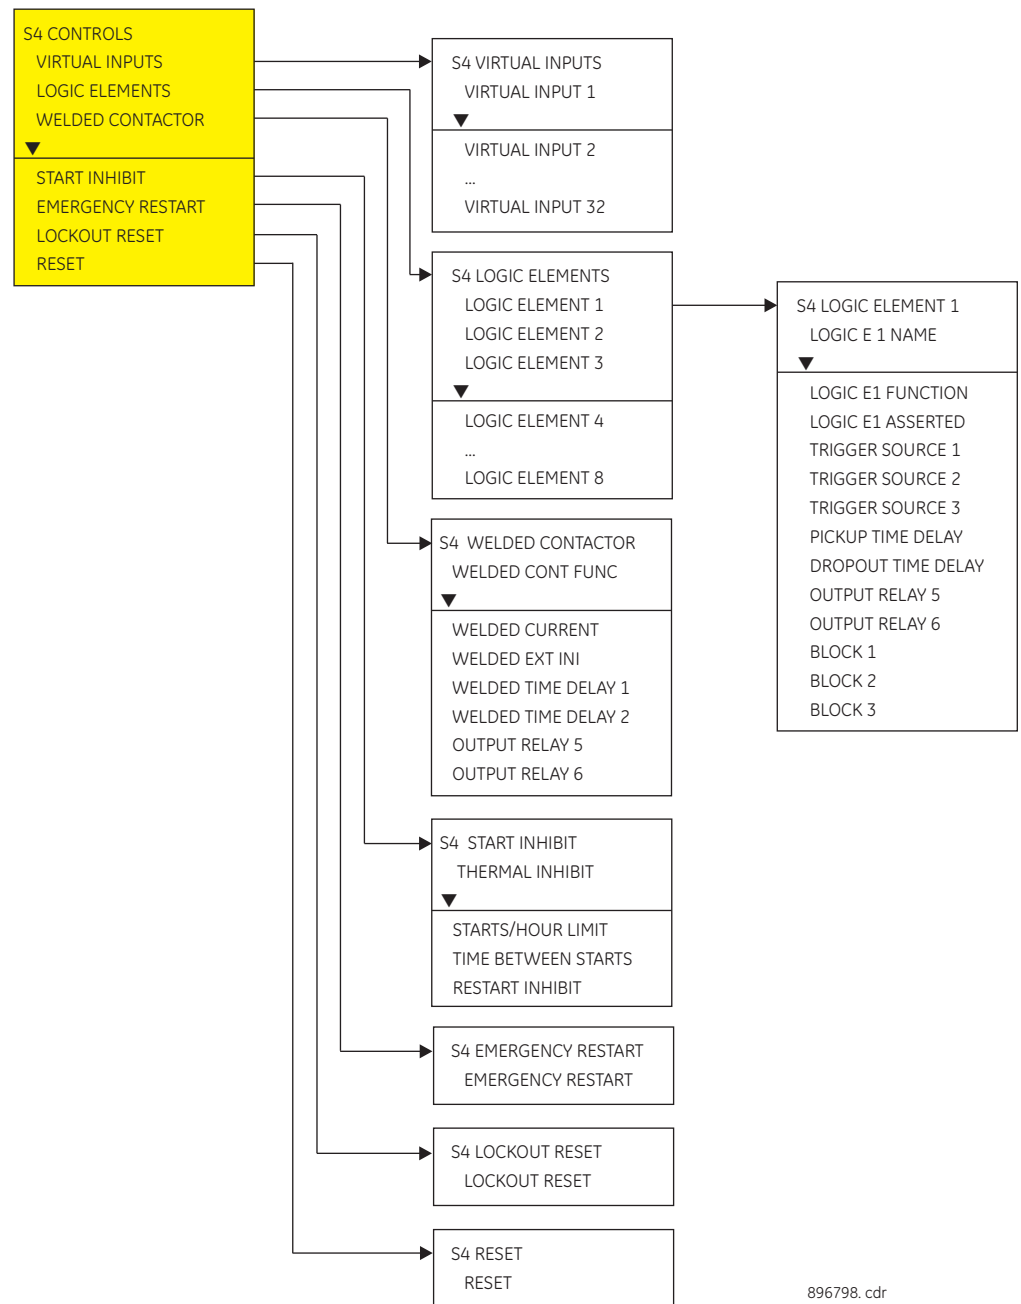 S4 CONTROLS
VIRTUAL INPUTS
LOGIC ELEMENTS
WELDED CONTACTOR
START INHIBIT
EMERGENCY RESTART
LOCKOUT RESET
RESET
S4 VIRTUAL INPUTS
VIRTUAL INPUT 1
VIRTUAL INPUT 2
...
VIRTUAL INPUT 32
S4 LOGIC ELEMENTS
LOGIC ELEMENT 1
LOGIC ELEMENT 2
LOGIC ELEMENT 3
LOGIC ELEMENT 4
...
LOGIC ELEMENT 8
S4 LOGIC ELEMENT 1
LOGIC E 1 NAME
LOGIC E1 FUNCTION
LOGIC E1 ASSERTED
TRIGGER SOURCE 1
TRIGGER SOURCE 2
TRIGGER SOURCE 3
PICKUP TIME DELAY
DROPOUT TIME DELAY
OUTPUT RELAY 5
OUTPUT RELAY 6
BLOCK 1
BLOCK 2
BLOCK 3
S4 WELDED CONTACTOR
WELDED CONT FUNC
WELDED CURRENT
WELDED EXT INI
WELDED TIME DELAY 1
WELDED TIME DELAY 2
OUTPUT RELAY 5
OUTPUT RELAY 6
S4 START INHIBIT
THERMAL INHIBIT
STARTS/HOUR LIMIT
TIME BETWEEN STARTS
RESTART INHIBIT
S4 EMERGENCY RESTART
EMERGENCY RESTART
S4 LOCKOUT RESET
LOCKOUT RESET
S4 RESET
RESET
896798. cdr